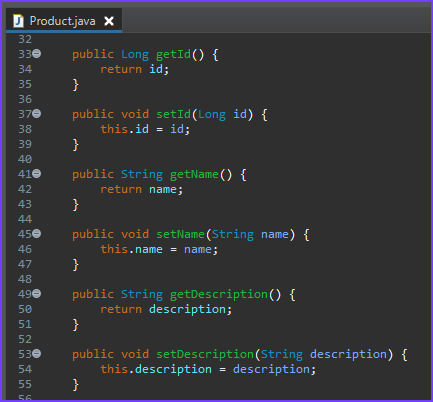 Product.java
32
33 public Long getId() {
34 return id;
35 }
36
37 public void setId(Long id) {
38 this.id = id;
39 }
40
41 public String getName() {
42 return name;
43 }
44
45 public void setName(String name) {
46 this.name = name;
47 }
48
49 public String getDescription() {
50 return description;
51 }
52
53 public void setDescription(String description) {
54 this.description = description;
55 }
56